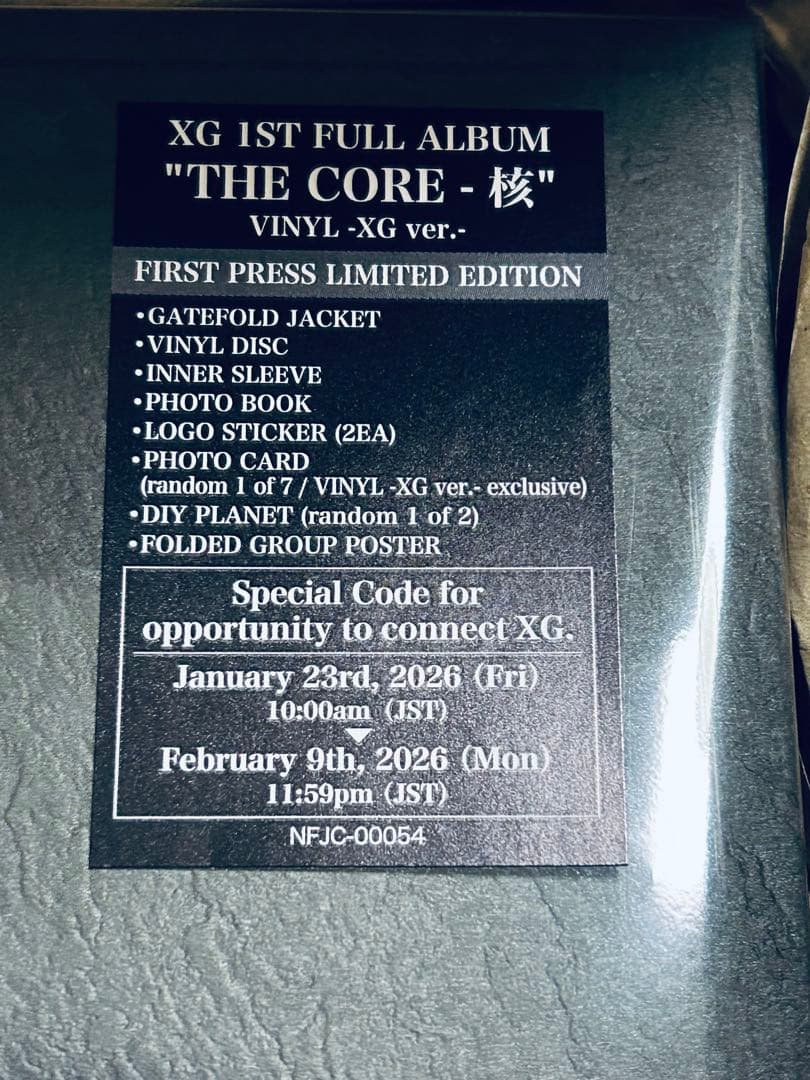 XG 1ST FULL ALBUM
"THE CORE - 核"
VINYL -XG ver.-
FIRST PRESS LIMITED EDITION
•GATEFOLD JACKET
•VINYL DISC
•INNER SLEEVE
•PHOTO BOOK
•LOGO STICKER (2EA)
•PHOTO CARD
(random 1 of 7 / VINYL -XG ver.- exclusive)
•DIY PLANET (random 1 of 2)
•FOLDED GROUP POSTER
Special Code for
opportunity to connect XG.
January 23rd, 2026 (Fri)
10:00am (JST)
▼
February 9th, 2026 (Mon)
11:59pm (JST)
NFJC-00054